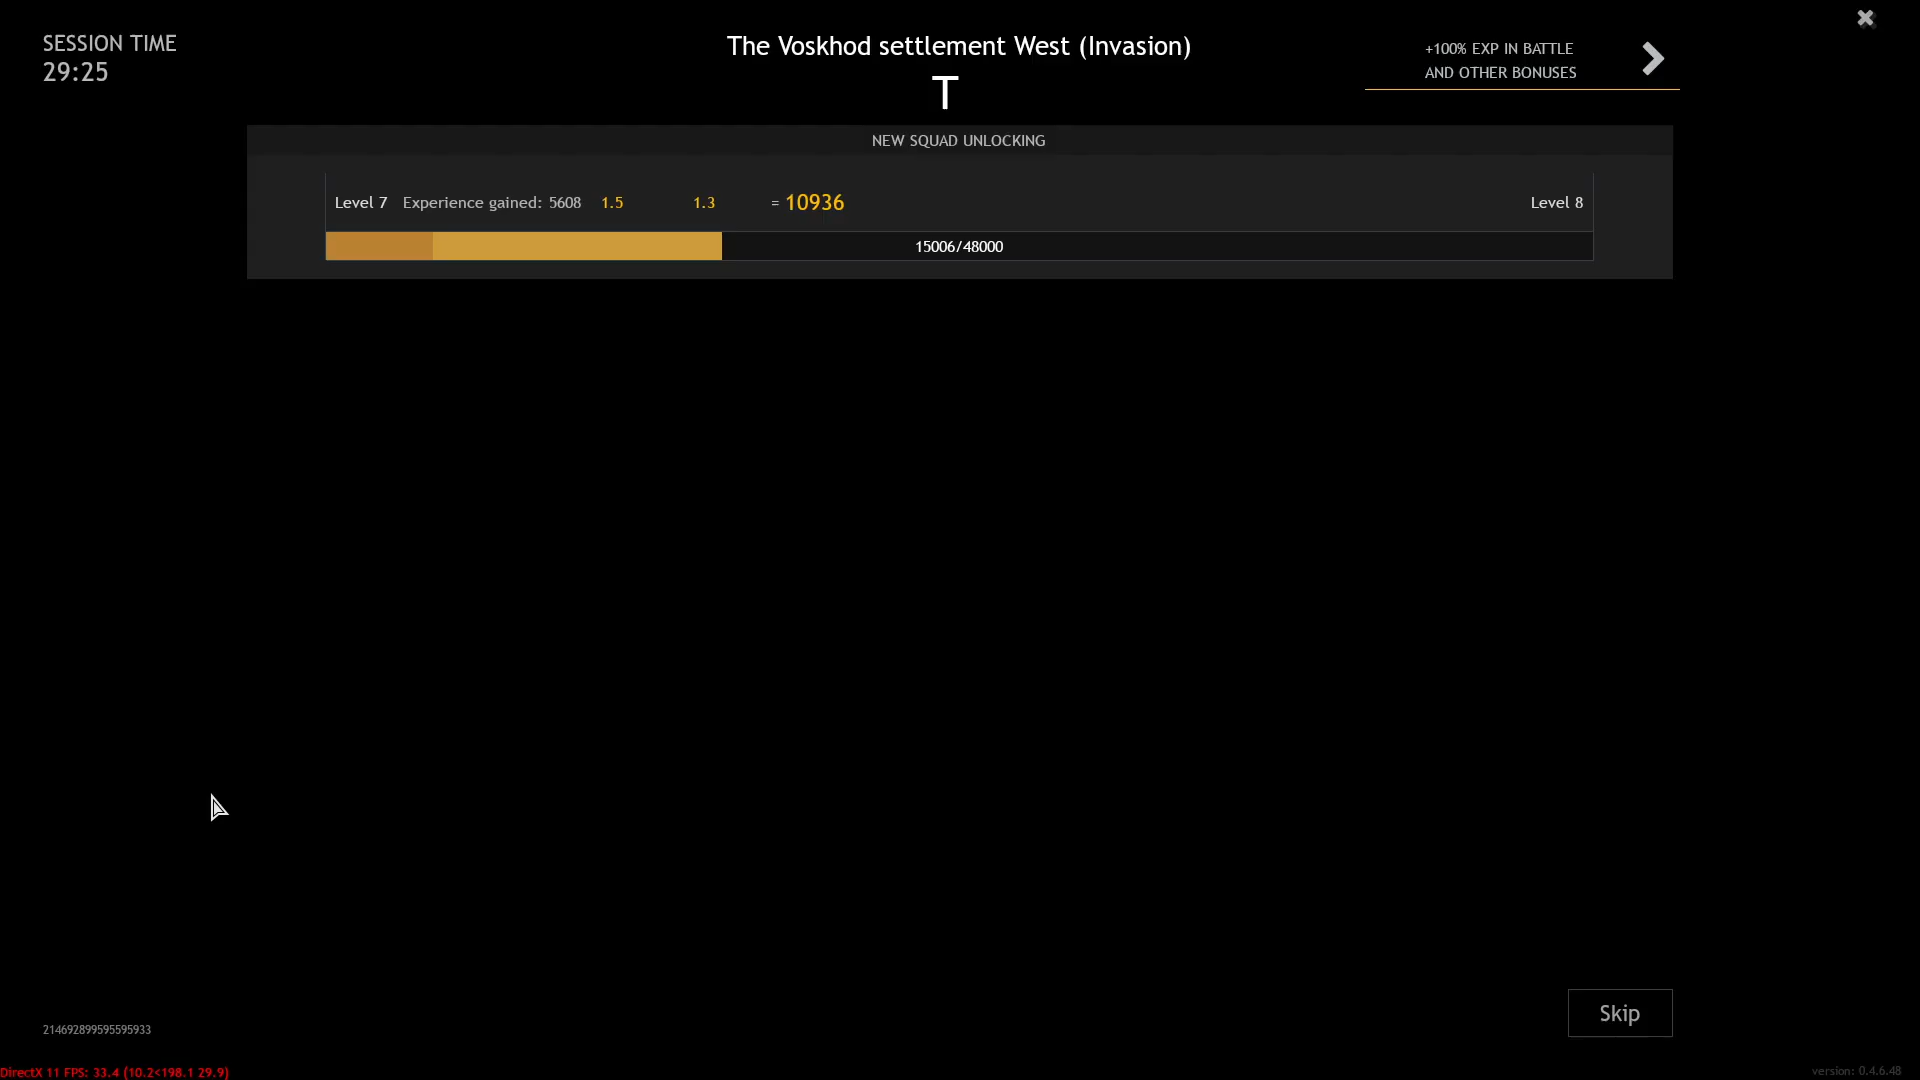 SESSION TIME
29:25
The Voskhod settlement West (Invasion)
T
+100% EXP IN BATTLE
AND OTHER BONUSES
NEW SQUAD UNLOCKING
Level 7 Experience gained: 5608 1.5 1.3 = 10936 Level 8
15006/48000
Skip
214692899595595933
DirectX 11 FPS: 33.4 (10.2<198.1 29.9)
version: 0.4.6.48